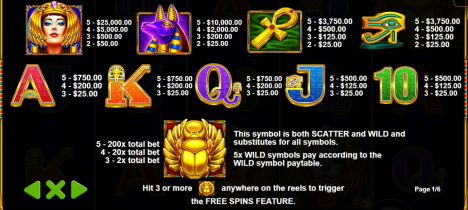 5 - $25,000.00
4 - $5,000.00
3 - $500.00
2 - $50.00
5 - $10,000.00
4 - $2,000.00
3 - $200.00
2 - $25.00
5 - $3,750.00
4 - $500.00
3 - $125.00
2 - $25.00
5 - $3,750.00
4 - $500.00
3 - $125.00
2 - $25.00
A
5 - $750.00
4 - $200.00
3 - $25.00
K
5 - $750.00
4 - $200.00
3 - $25.00
Q
5 - $750.00
4 - $200.00
3 - $25.00
J
5 - $500.00
4 - $125.00
3 - $25.00
10
5 - $500.00
4 - $125.00
3 - $25.00
5 - 200x total bet
4 - 20x total bet
3 - 2x total bet
This symbol is both SCATTER and WILD and
substitutes for all symbols.
5x WILD symbols pay according to the
WILD symbol paytable.
Hit 3 or more anywhere on the reels to trigger
the FREE SPINS FEATURE.
Page 1/6